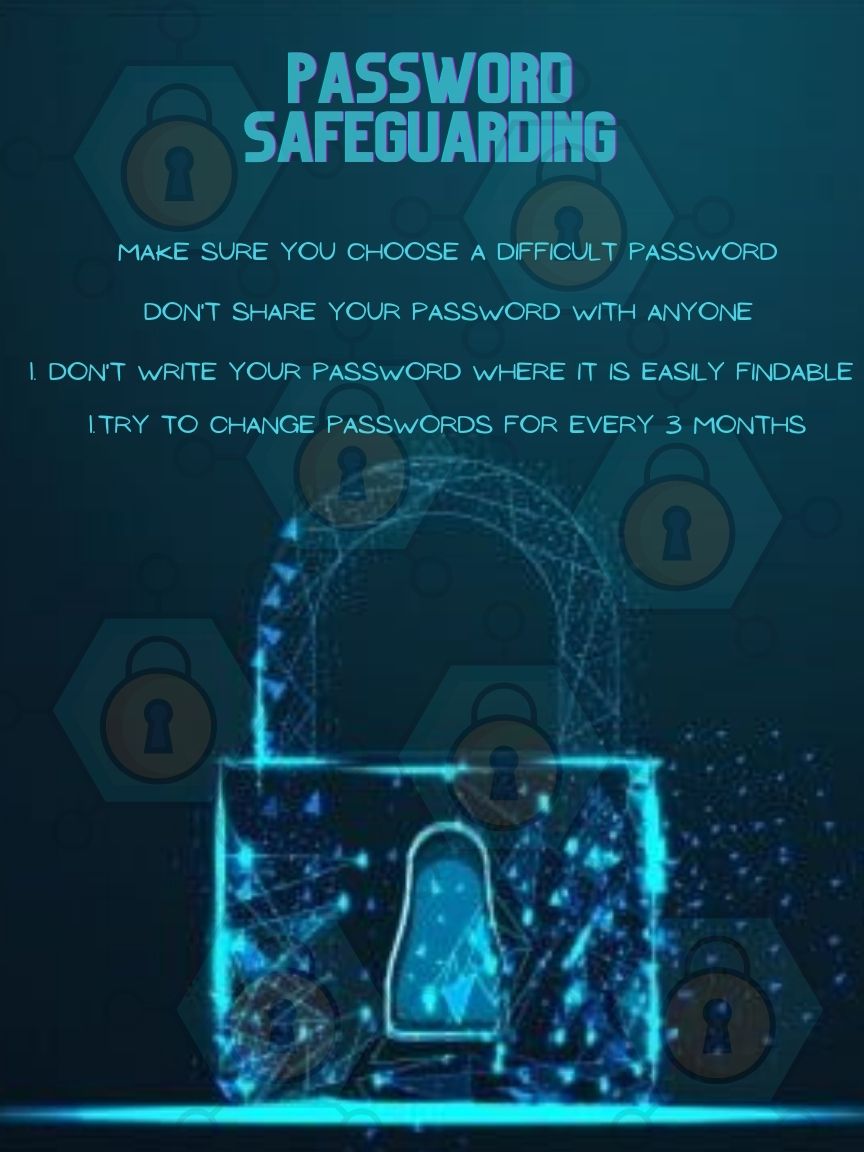 PASSWORD
SAFEGUARDING
MAKE SURE YOU CHOOSE A DIFFICULT PASSWORD
DON'T SHARE YOUR PASSWORD WITH ANYONE
1. DON'T WRITE YOUR PASSWORD WHERE IT IS EASILY FINDABLE
1.TRY TO CHANGE PASSWORDS FOR EVERY 3 MONTHS